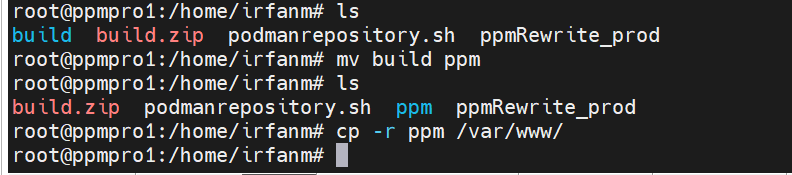 root@ppmpro1:/home/irfanm# ls
build  build.zip  podmanrepository.sh  ppmRewrite_prod
root@ppmpro1:/home/irfanm# mv build ppm
root@ppmpro1:/home/irfanm# ls
build.zip  podmanrepository.sh  ppm  ppmRewrite_prod
root@ppmpro1:/home/irfanm# cp -r ppm /var/www/
root@ppmpro1:/home/irfanm#